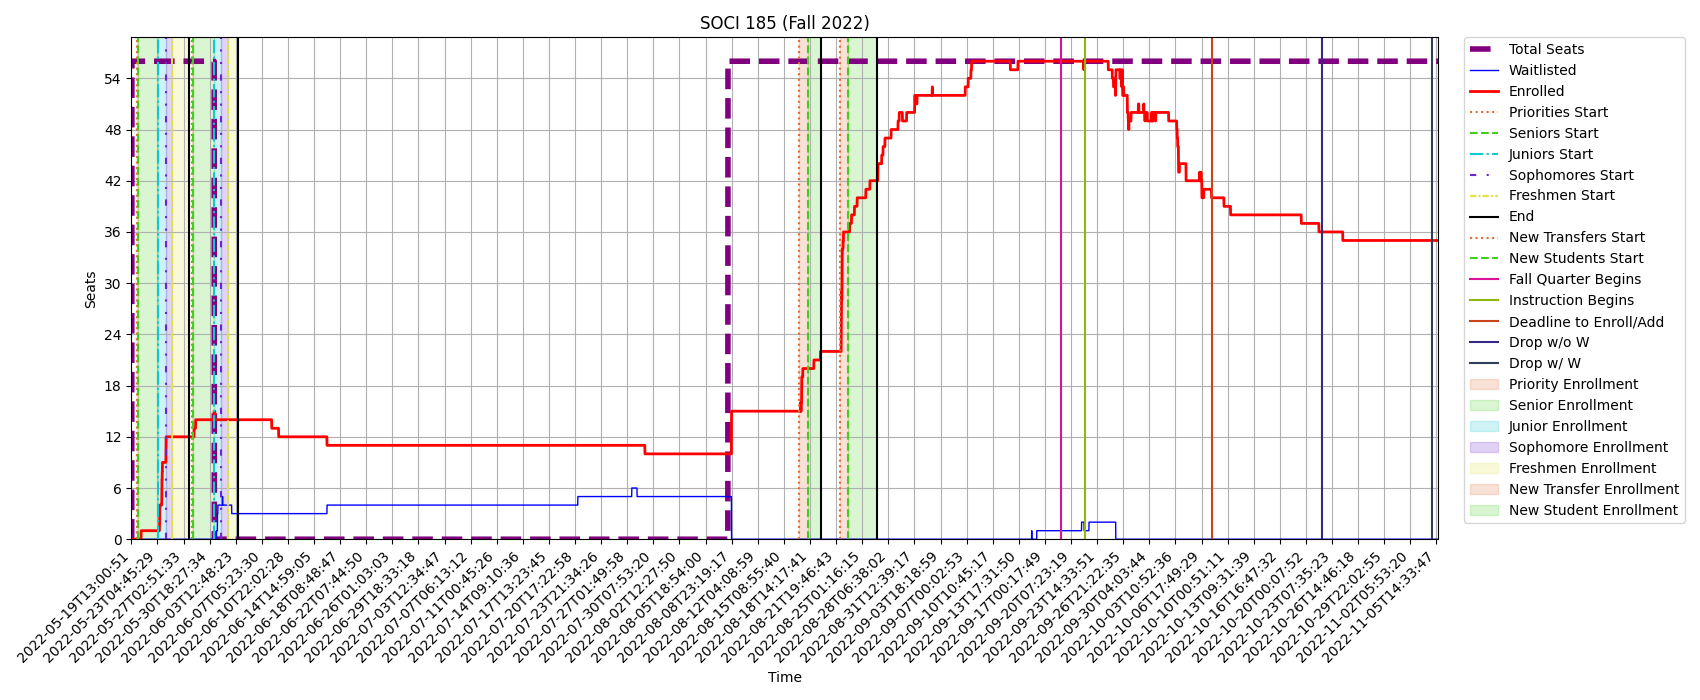 SOCI 185 (Fall 2022)
Seats
54
48
42
36
30
24
18
12
6
0
2022-05-19T13:00:51
2022-05-23T04:45:29
2022-05-27T02:51:33
2022-05-30T18:27:34
2022-06-03T12:48:23
2022-06-07T05:23:30
2022-06-10T22:02:28
2022-06-14T14:59:05
2022-06-18T08:48:47
2022-06-22T07:44:50
2022-06-26T01:03:03
2022-06-29T18:33:18
2022-07-03T12:34:47
2022-07-07T06:13:12
2022-07-11T00:45:26
2022-07-14T09:10:36
2022-07-17T13:23:45
2022-07-20T17:22:58
2022-07-23T21:34:26
2022-07-27T01:49:58
2022-07-30T07:53:20
2022-08-02T12:27:50
2022-08-05T18:54:00
2022-08-08T23:19:17
2022-08-12T04:08:59
2022-08-15T08:55:40
2022-08-18T14:17:41
2022-08-21T19:46:43
2022-08-25T01:16:15
2022-08-28T06:38:02
2022-08-31T12:39:17
2022-09-03T18:18:59
2022-09-07T00:02:53
2022-09-10T10:45:17
2022-09-13T17:31:50
2022-09-17T00:17:49
2022-09-20T07:23:19
2022-09-23T14:33:51
2022-09-26T21:22:35
2022-09-30T04:03:44
2022-10-03T10:52:36
2022-10-06T17:49:29
2022-10-10T00:51:11
2022-10-13T09:31:39
2022-10-16T16:47:32
2022-10-20T00:07:52
2022-10-23T07:35:23
2022-10-26T14:46:18
2022-10-29T22:02:55
2022-11-02T05:53:20
2022-11-05T14:33:47
Time
Total Seats
Waitlisted
Enrolled
Priorities Start
Seniors Start
Juniors Start
Sophomores Start
Freshmen Start
End
New Transfers Start
New Students Start
Fall Quarter Begins
Instruction Begins
Deadline to Enroll/Add
Drop w/o W
Drop w/ W
Priority Enrollment
Senior Enrollment
Junior Enrollment
Sophomore Enrollment
Freshmen Enrollment
New Transfer Enrollment
New Student Enrollment